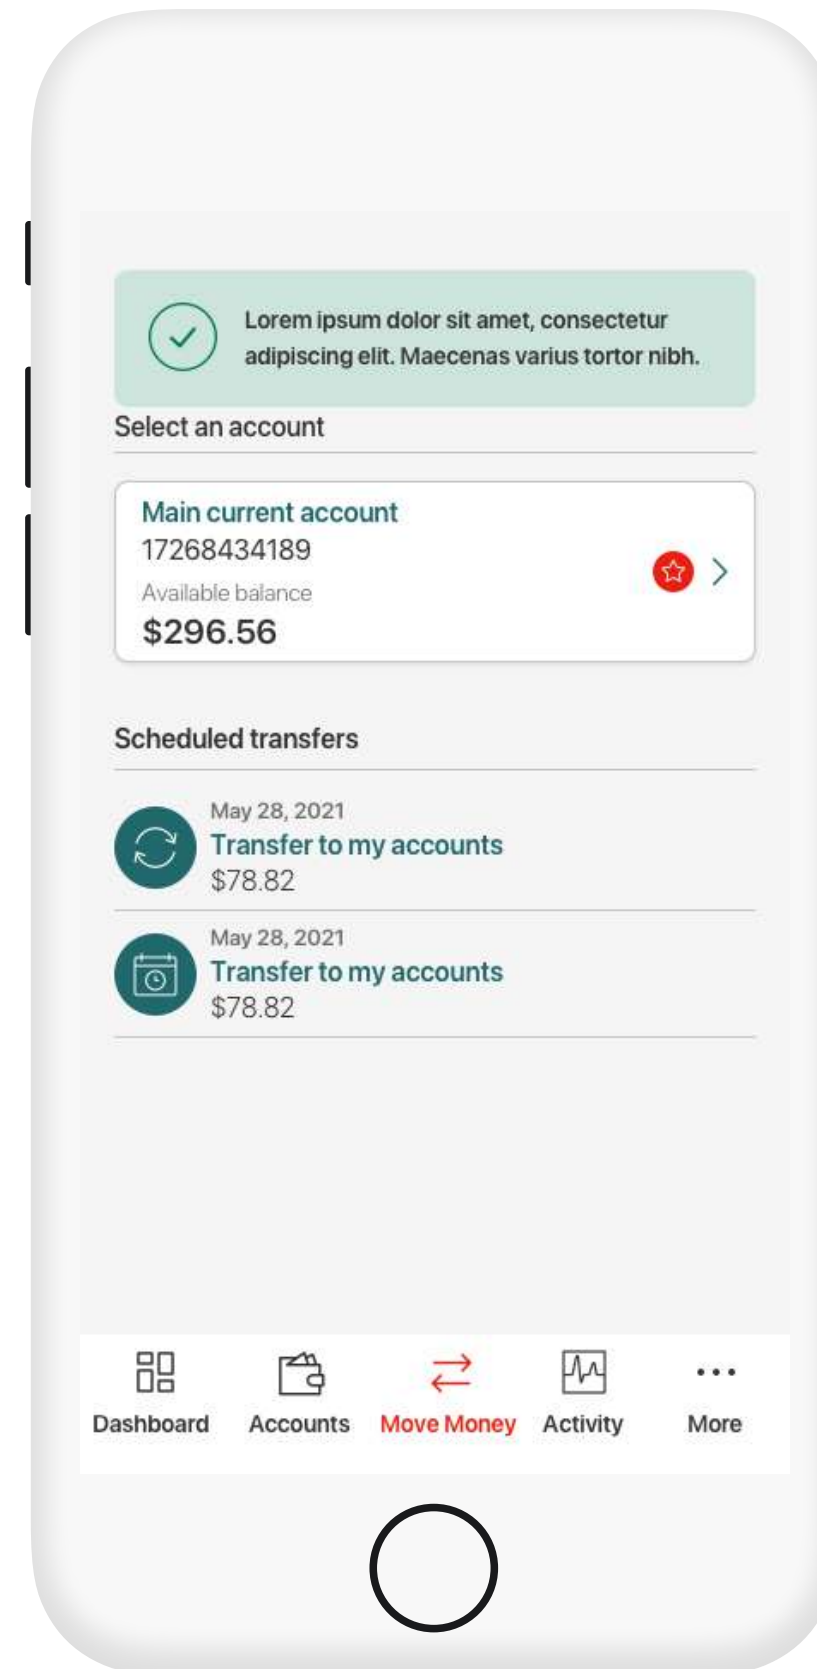 Lorem ipsum dolor sit amet, consectetur
adipiscing elit. Maecenas varius tortor nibh.
Select an account
Main current account
17268434189
Available balance
$296.56
Scheduled transfers
May 28, 2021
Transfer to my accounts
$78.82
May 28, 2021
Transfer to my accounts
$78.82
Dashboard Accounts Move Money Activity More